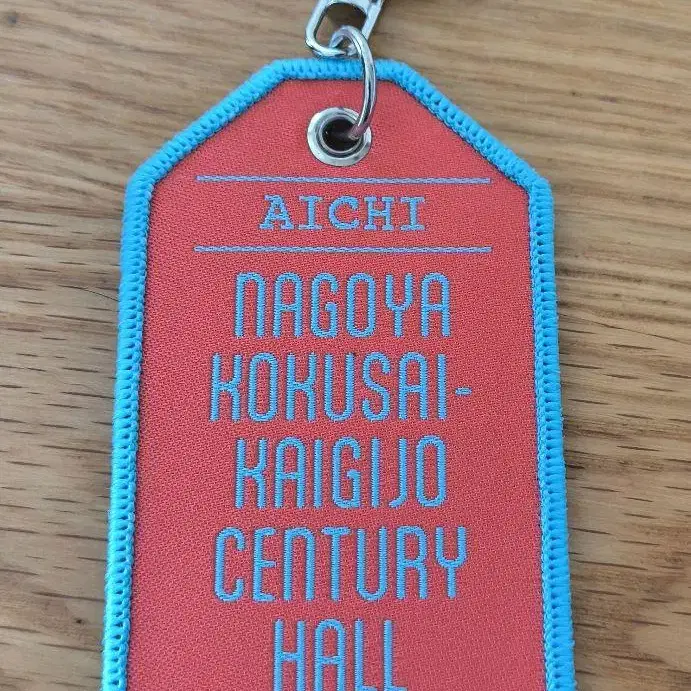 AICHI
NAGOYA
KOKUSAI-
KAIGIJO
CENTURY
HALL